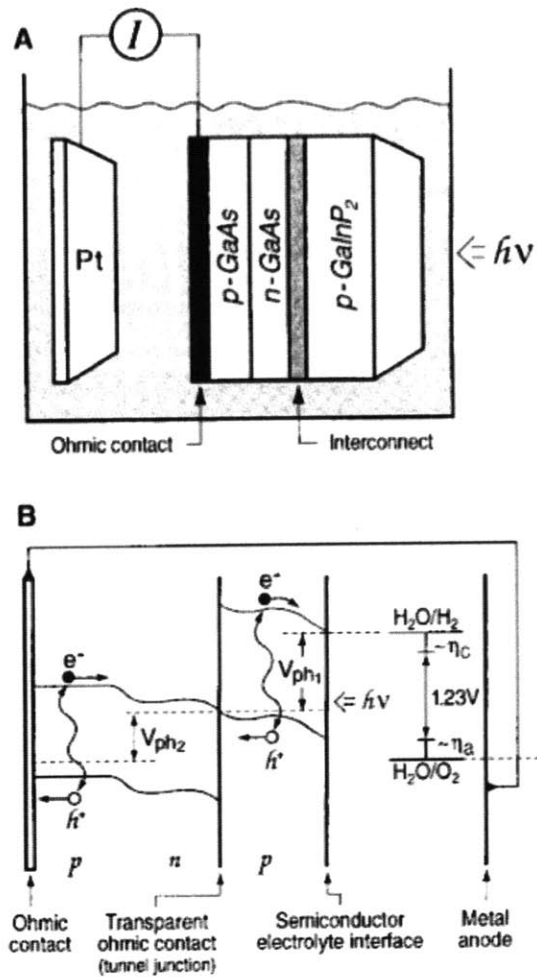 A
I
Pt
p-GaAs
n-GaAs
p-GaInP2
hν
Ohmic contact
Interconnect
B
e-
H2O/H2
~ηc
Vph1
hν
1.23V
e-
Vph2
h+
~ηa
H2O/O2
h+
p
n
p
Ohmic
contact
Transparent
ohmic contact
(tunnel junction)
Semiconductor
electrolyte interface
Metal
anode